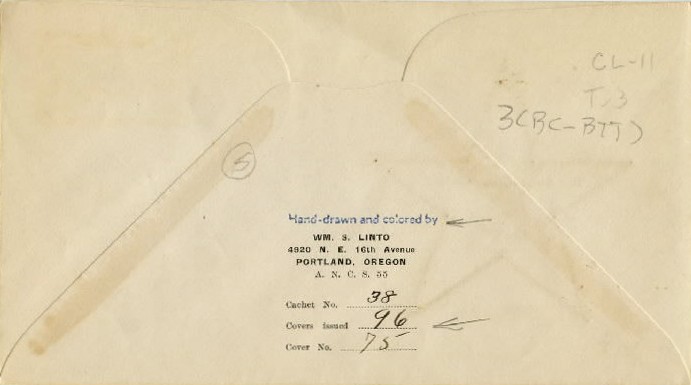 CL-11
T-3
3(BC-BTT)
5
Hand-drawn and colored by
WM. S. LINTO
4920 N. E. 16th Avenue
PORTLAND, OREGON
A. N. C. S. 55
Cachet No. 38
Covers issued 96
Cover No. 75